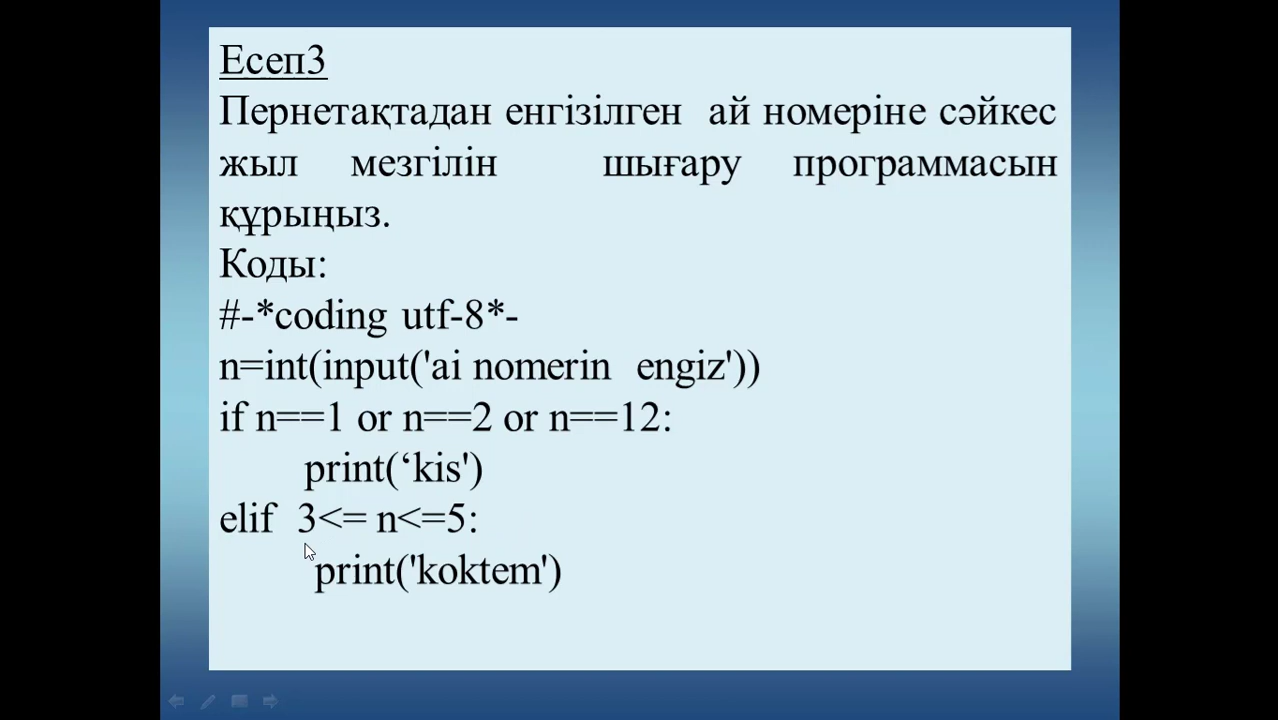 Есеп3
Пернетақтадан енгізілген ай номеріне сәйкес
жыл мезгілін шығару программасын
құрыңыз.
Коды:
#-*coding utf-8*-
n=int(input('ai nomerin engiz'))
if n==1 or n==2 or n==12:
print(‘kis')
elif 3<= n<=5:
print('koktem')